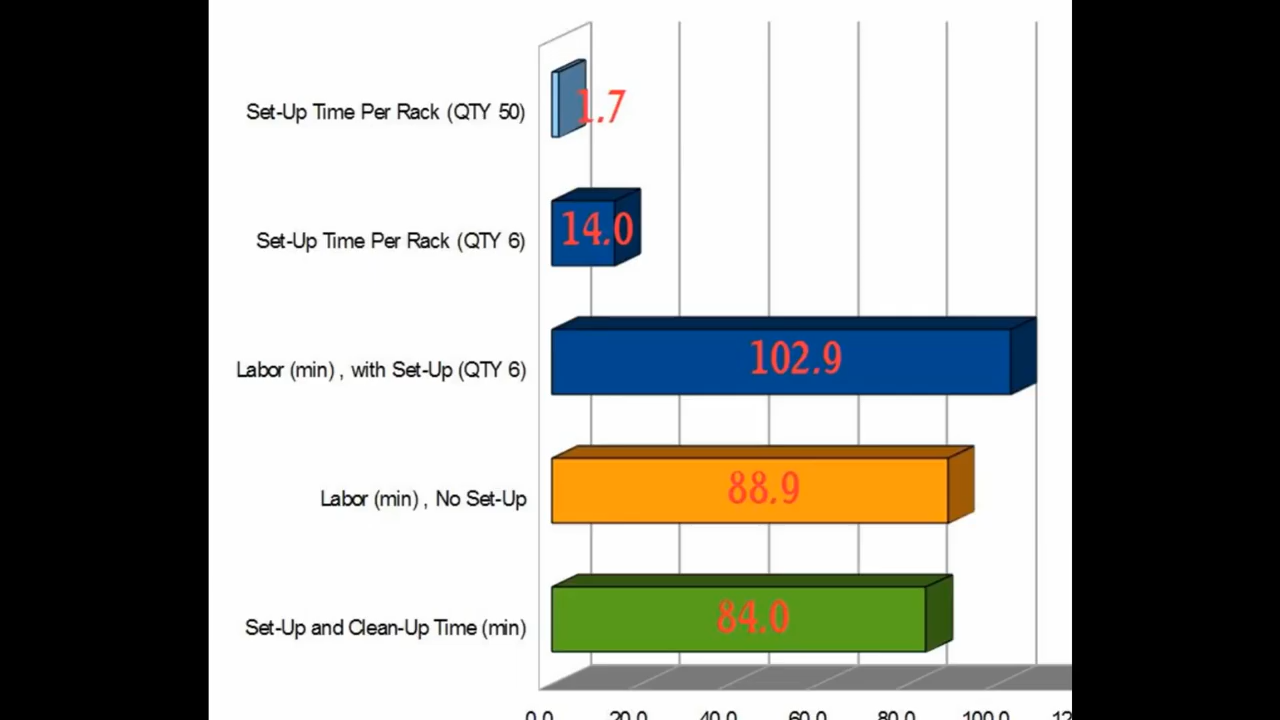 Set-Up Time Per Rack (QTY 50)
1.7
Set-Up Time Per Rack (QTY 6)
14.0
Labor (min) , with Set-Up (QTY 6)
102.9
Labor (min) , No Set-Up
88.9
Set-Up and Clean-Up Time (min)
84.0
0.0 20.0 40.0 60.0 80.0 100.0